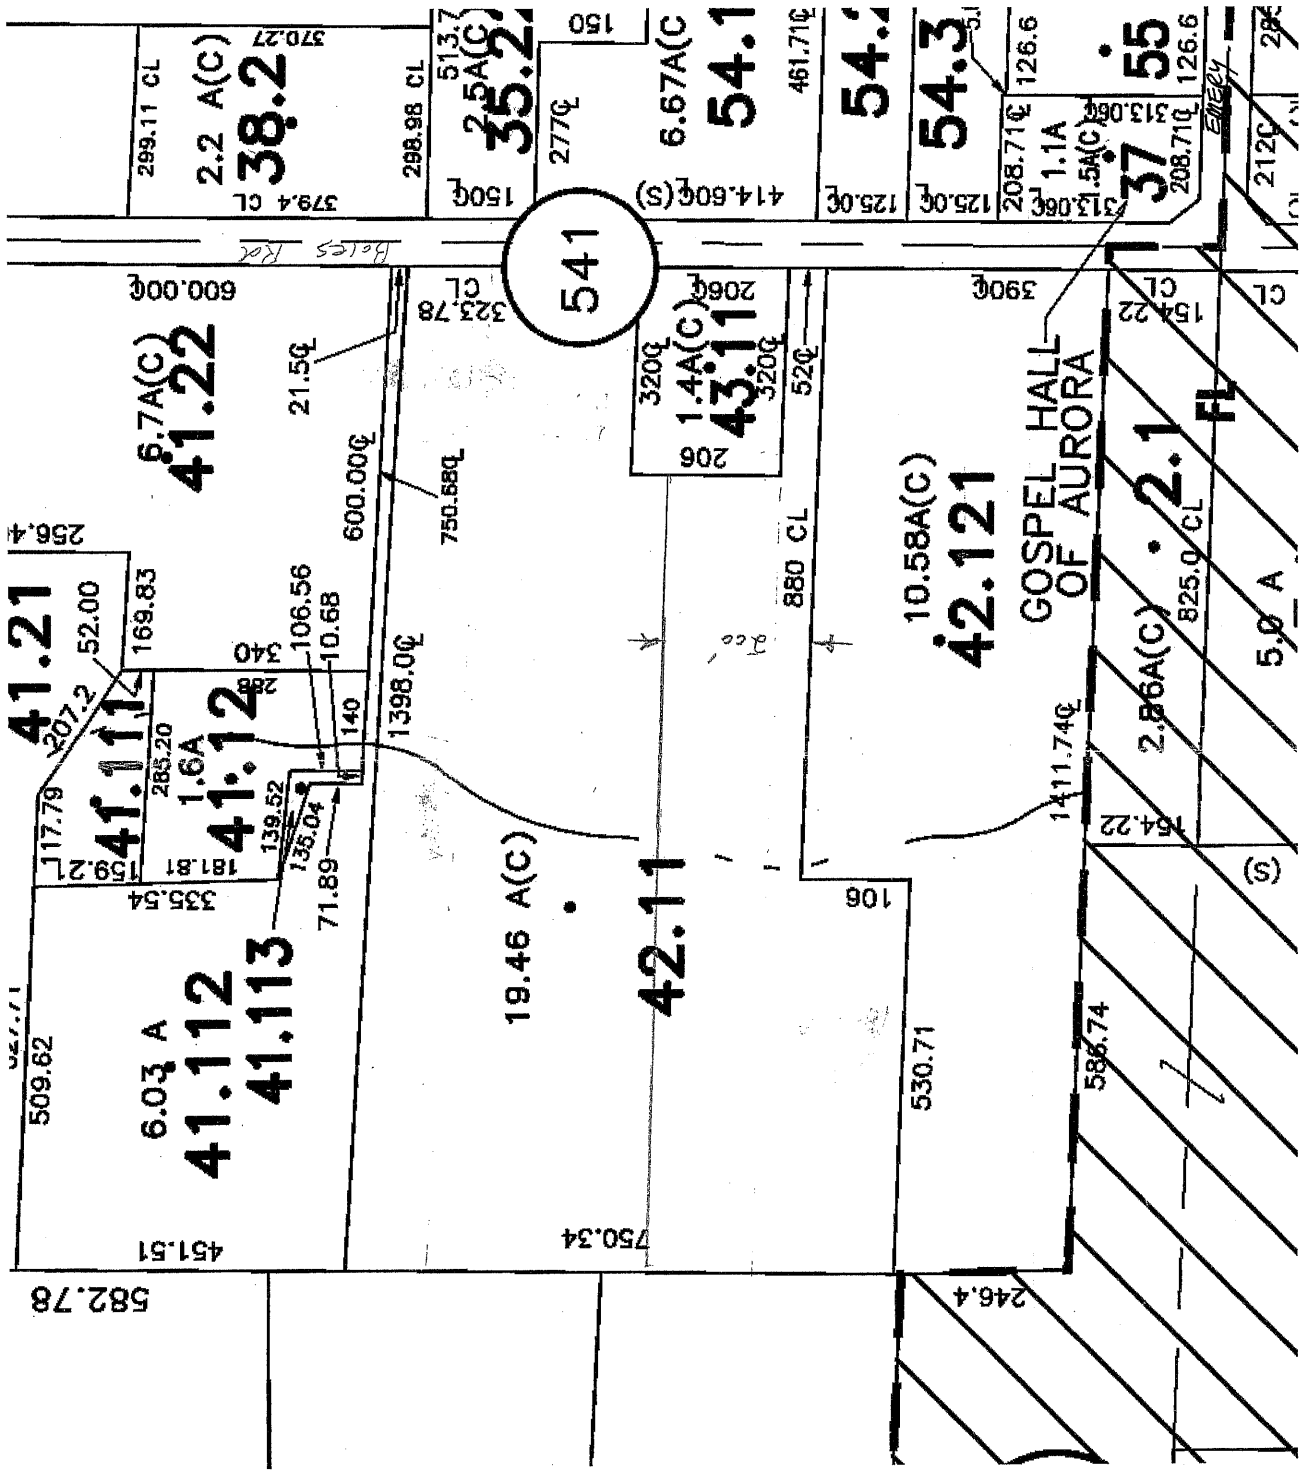 299.11 CL
2.2 A(C)
38.2
370.27
298.98 CL
379.4 CL
513.7
2.5A(C)
35.2
150₠
150
277₠
6.67A(C)
54.1
414.60₠(S)
461.71₠
54.
125.0₠
54.3
125.0₠
126.6
55
126.6
208.71₠
1.1A
1.5A(C)
37
313.06₠
313.06₠
208.71₠
EMERY
212₠
Boies Rd
541
600.00₠
6.7A(C)
41.22
21.5₠
600.00₠
750.68₠
CL
323.78
206₠
320₠
1.4A(C)
43.11
320₠
206
52₠
390₠
CL
154.22
CL
GOSPEL HALL
OF AURORA
FL
256.4
41.21
52.00
169.83
207.2
41.111
340
288
106.56
10.68
140
285.20
1.6A
41.12
139.52
135.04
71.89
117.79
159.2
181.81
335.54
1398.0₠
200'
880 CL
10.58A(C)
42.121
1411.74₠
2.1
2.86A(C)
825.0 CL
5.0 A
154.22
(S)
19.46 A(C)
42.11
106
530.71
586.74
509.62
6.03 A
41.112
41.113
451.51
582.78
750.34
246.4